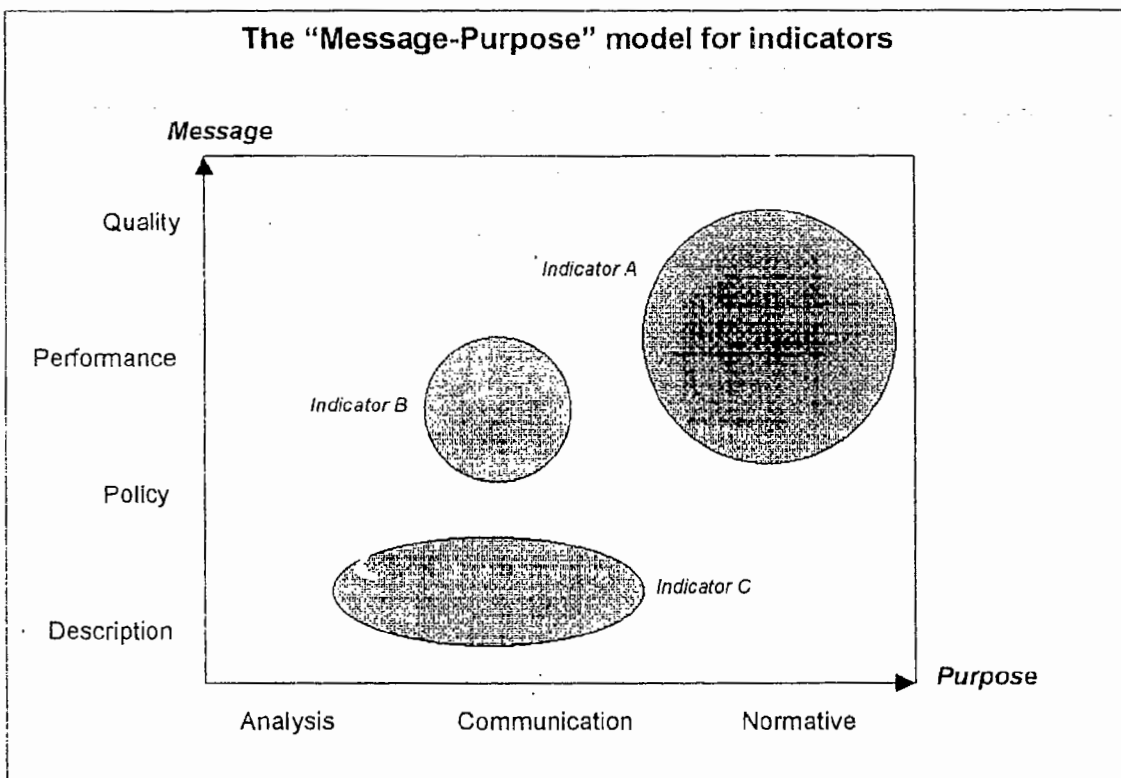 The “Message-Purpose” model for indicators
Message
Quality
Indicator A
Performance
Indicator B
Policy
Indicator C
Description
Purpose
Analysis Communication Normative